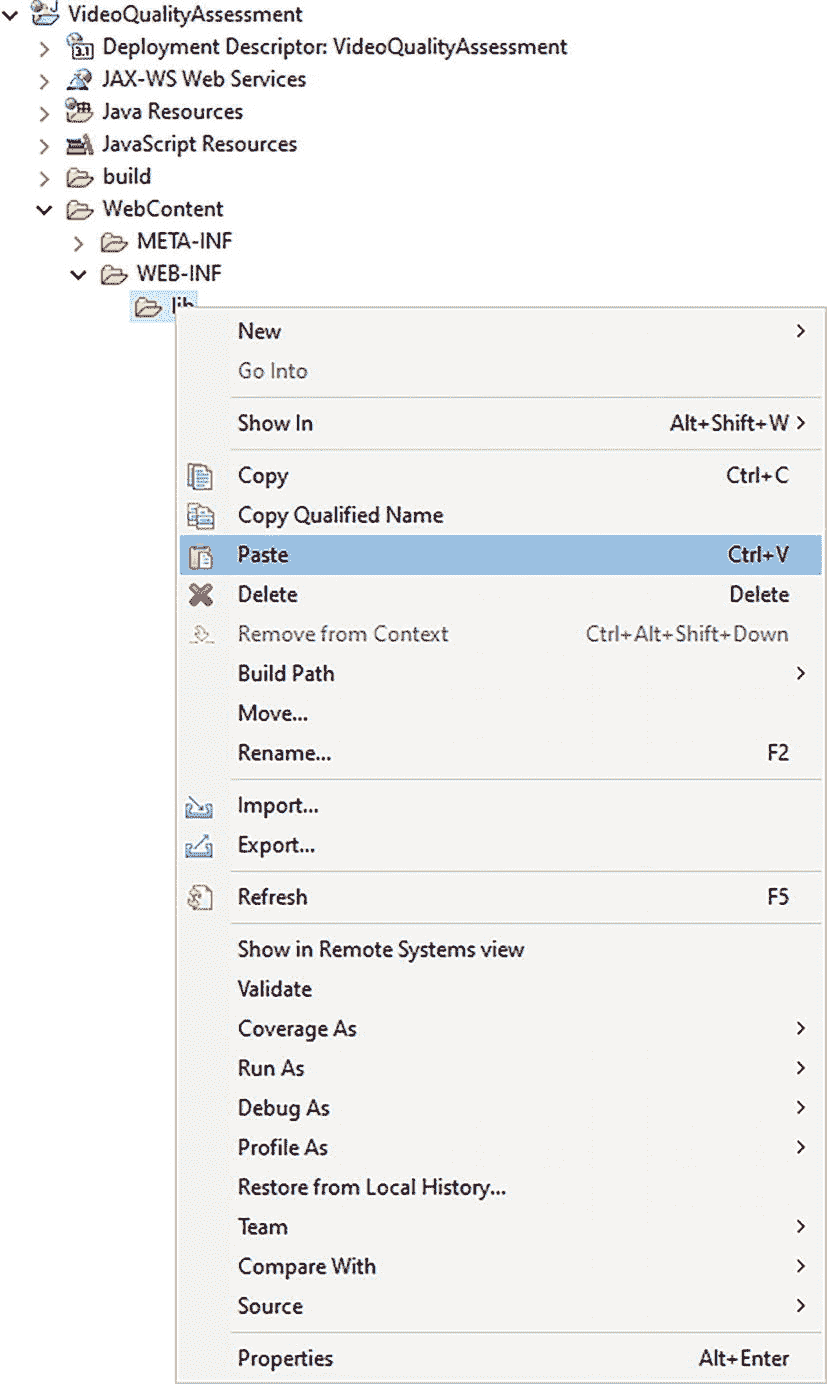 VideoQualityAssessment
3.1 Deployment Descriptor: VideoQualityAssessment
JAX-WS Web Services
Java Resources
JavaScript Resources
build
WebContent
META-INF
WEB-INF
lib
New
Go Into
Show In Alt+Shift+W
Copy Ctrl+C
Copy Qualified Name
Paste Ctrl+V
Delete Delete
Remove from Context Ctrl+Alt+Shift+Down
Build Path
Move...
Rename... F2
Import...
Export...
Refresh F5
Show in Remote Systems view
Validate
Coverage As
Run As
Debug As
Profile As
Restore from Local History...
Team
Compare With
Source
Properties Alt+Enter